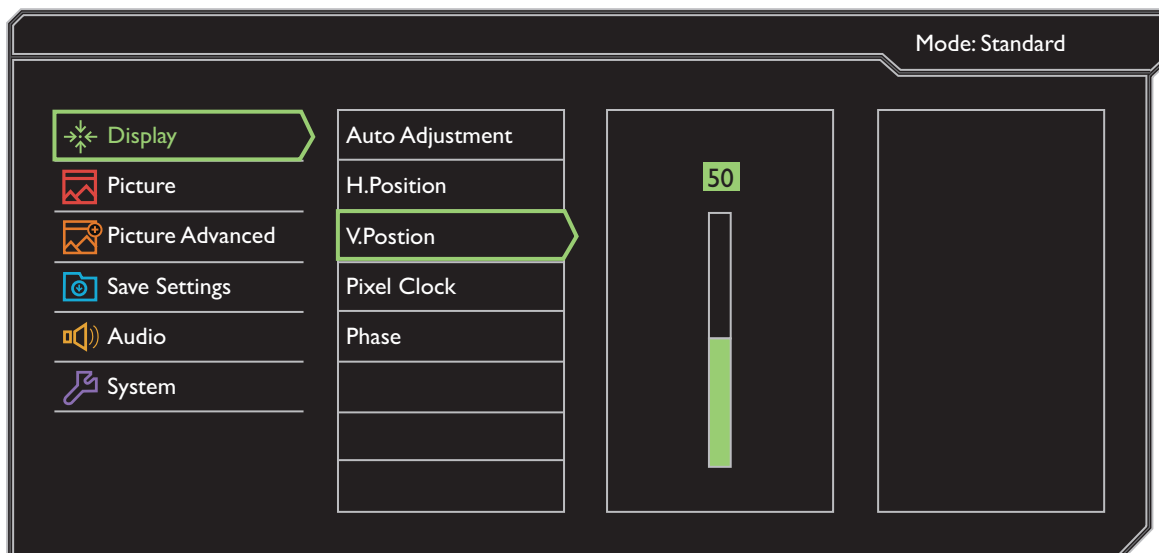 Mode: Standard
Display
Picture
Picture Advanced
Save Settings
Audio
System
Auto Adjustment
H.Position
V.Postion
Pixel Clock
Phase
50